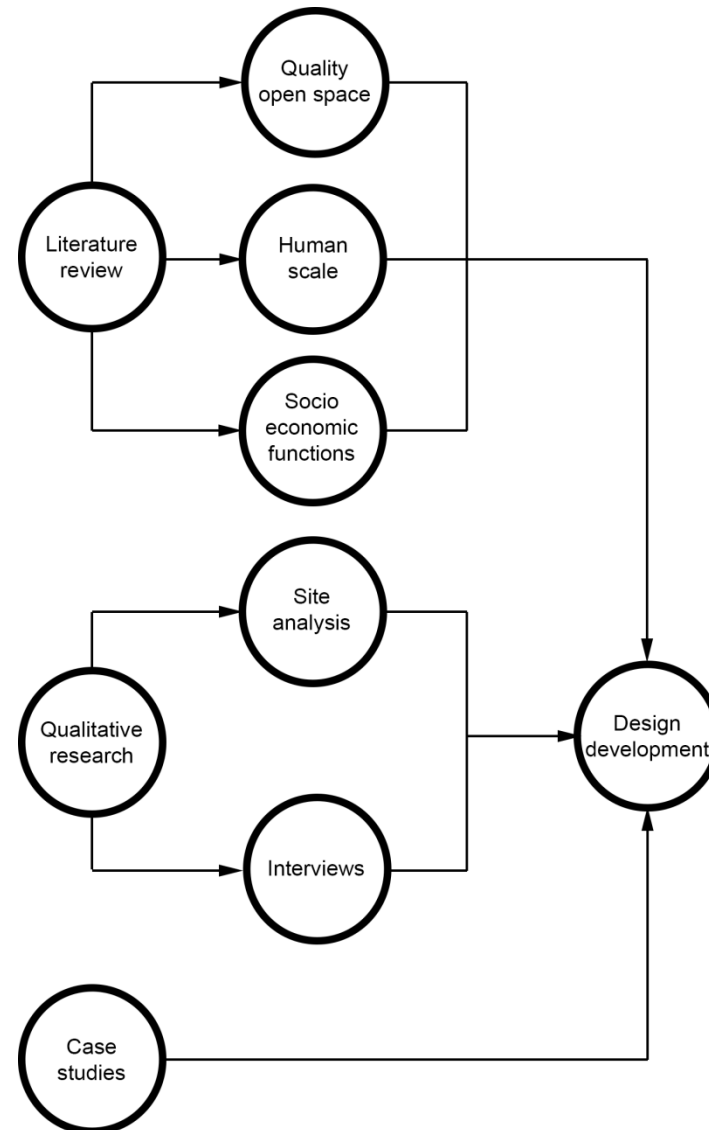 Quality
open space
Literature
review
Human
scale
Socio
economic
functions
Site
analysis
Qualitative
research
Design
development
Interviews
Case
studies